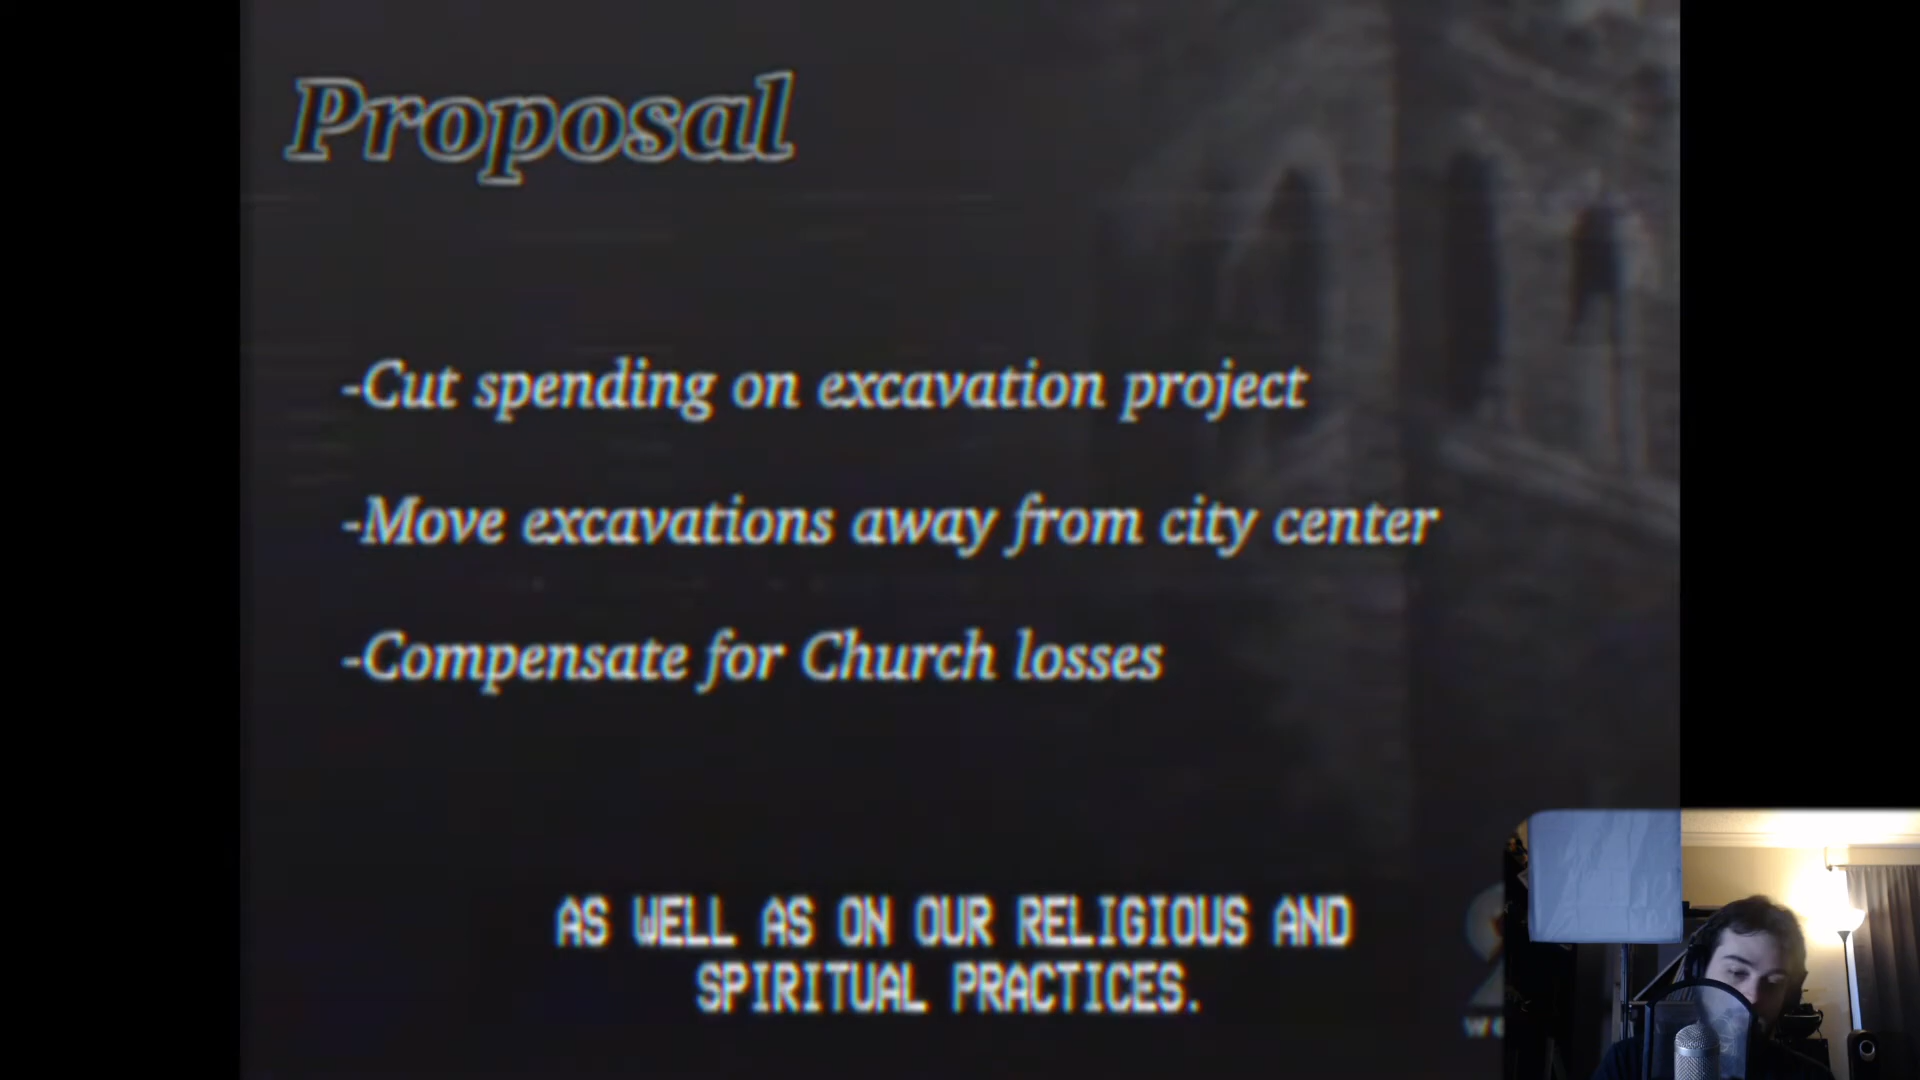 Proposal
-Cut spending on excavation project
-Move excavations away from city center
-Compensate for Church losses
AS WELL AS ON OUR RELIGIOUS AND
SPIRITUAL PRACTICES.